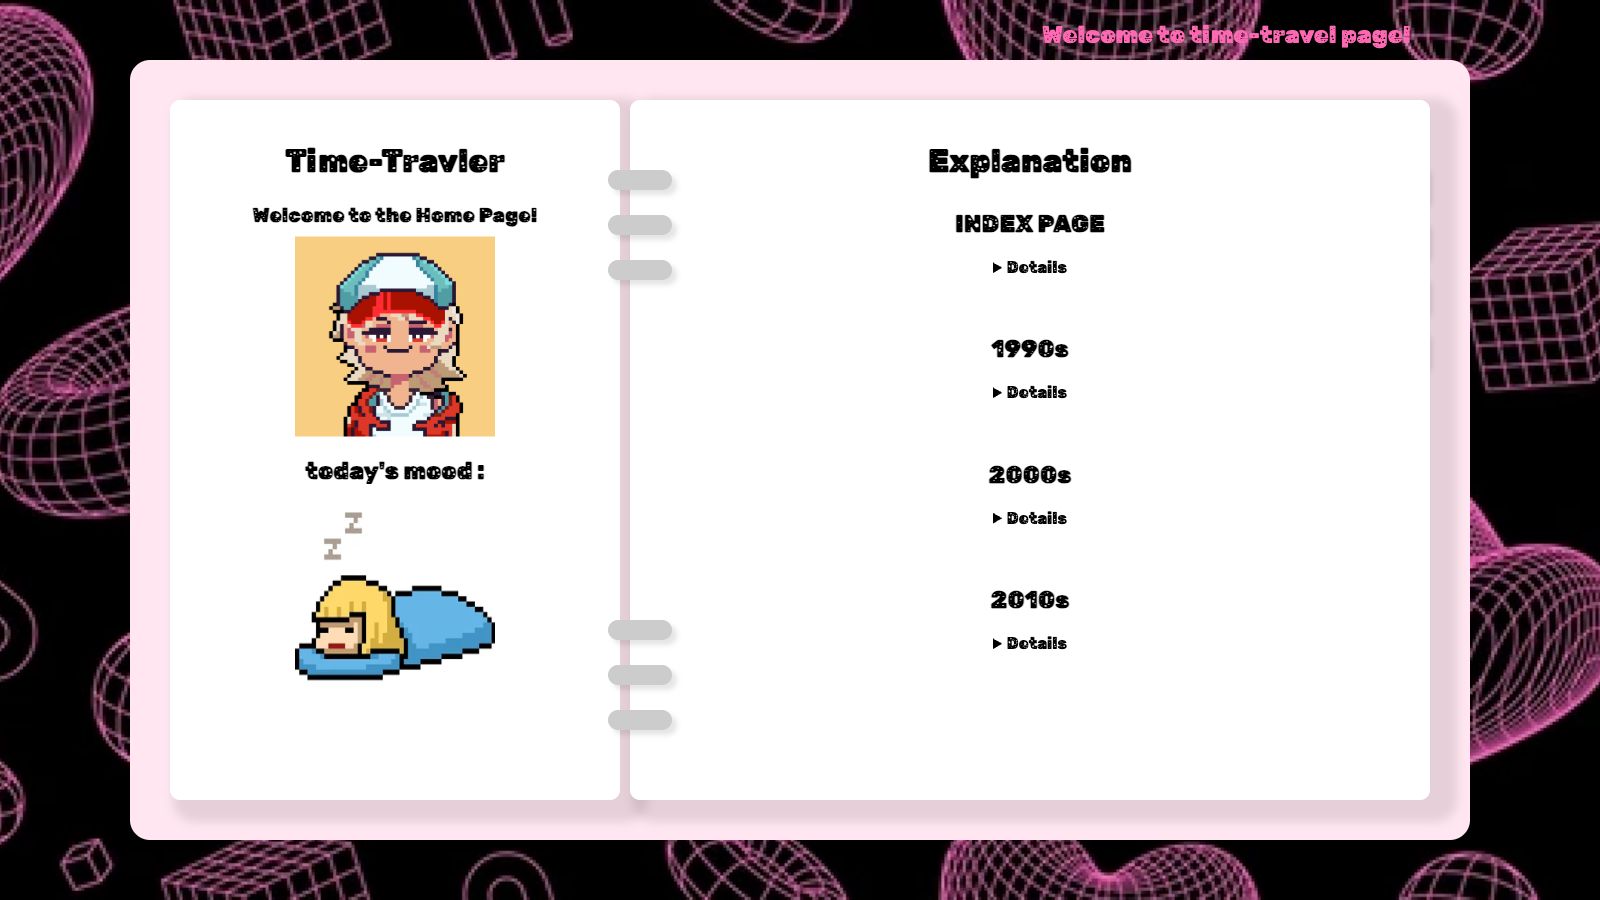 Welcome to time-travel page!
Time-Travler
Welcome to the Home Page!
today's mood :
Z
Z
Explanation
INDEX PAGE
Details
1990s
Details
2000s
Details
2010s
Details